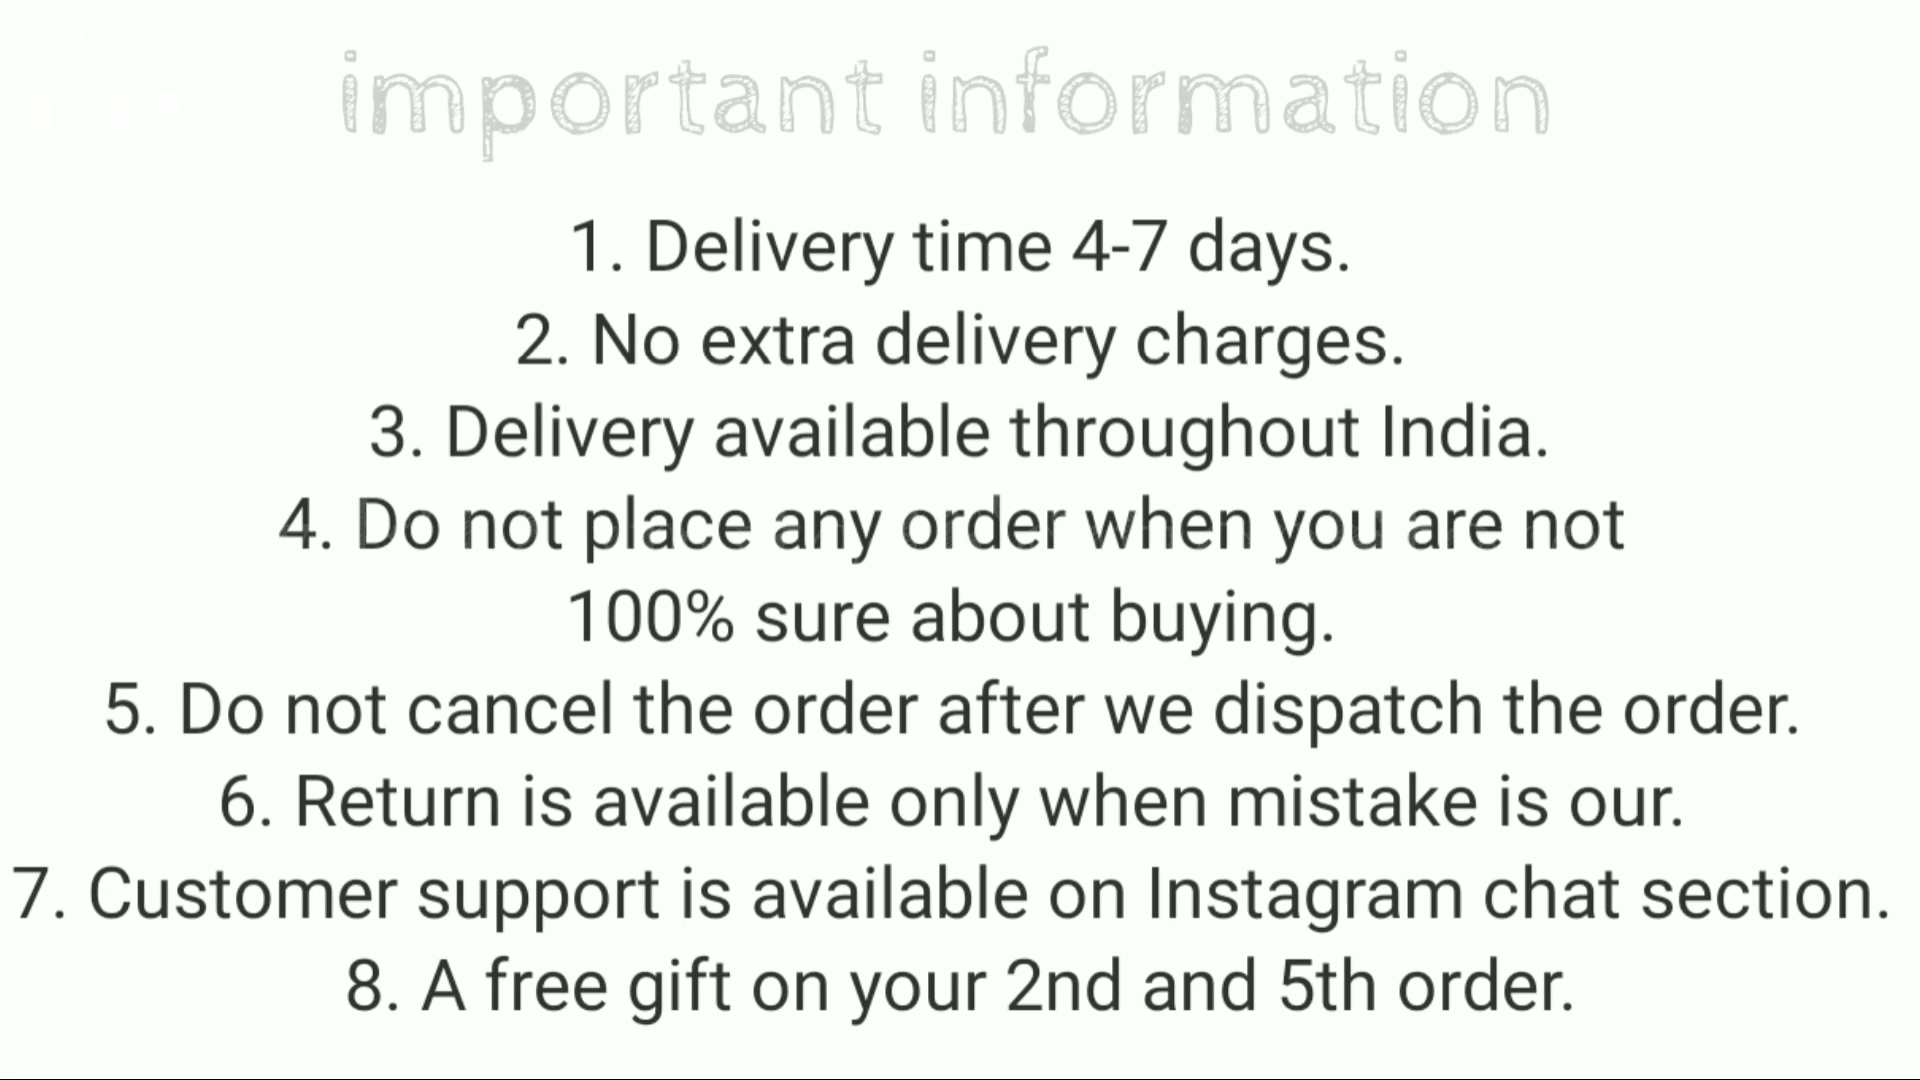 important information
1. Delivery time 4-7 days.
2. No extra delivery charges.
3. Delivery available throughout India.
4. Do not place any order when you are not
100% sure about buying.
5. Do not cancel the order after we dispatch the order.
6. Return is available only when mistake is our.
7. Customer support is available on Instagram chat section.
8. A free gift on your 2nd and 5th order.